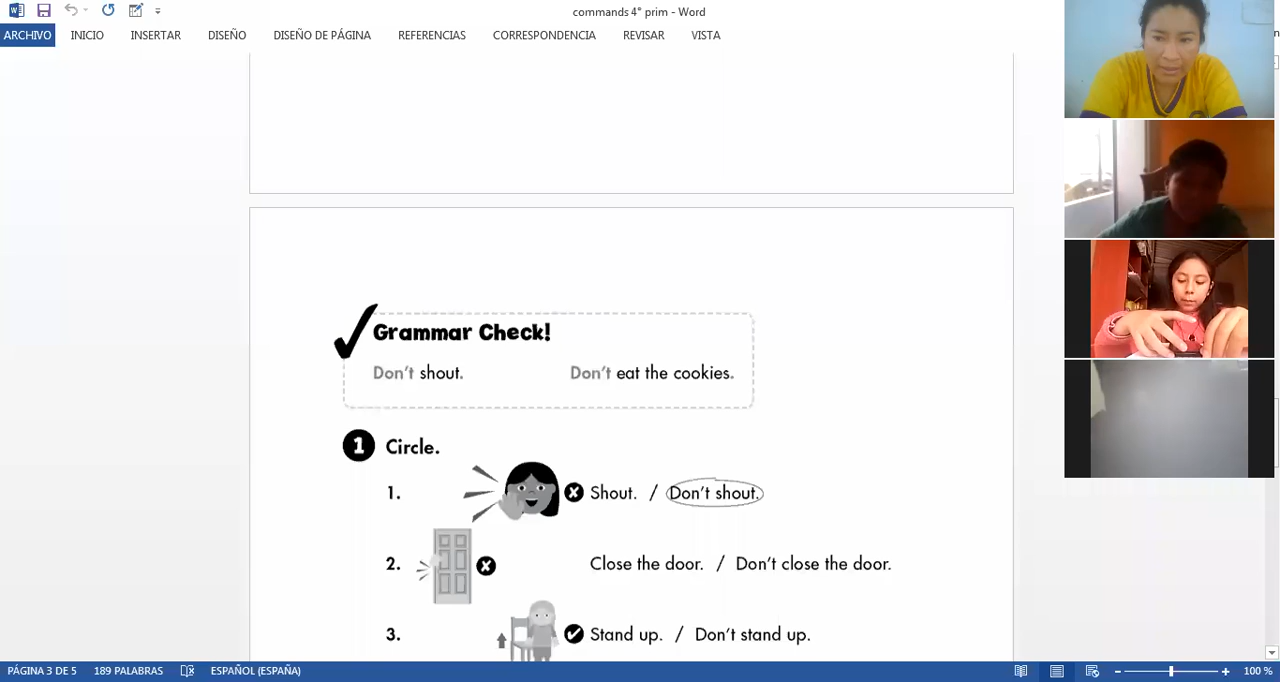 commands 4° prim - Word
ARCHIVO INICIO INSERTAR DISEÑO DISEÑO DE PÁGINA REFERENCIAS CORRESPONDENCIA REVISAR VISTA
Grammar Check!
Don't shout. Don't eat the cookies.
1 Circle.
1. Shout. / Don't shout.
2. Close the door. / Don't close the door.
3. Stand up. / Don't stand up.
PÁGINA 3 DE 5 189 PALABRAS ESPAÑOL (ESPAÑA) 100 %